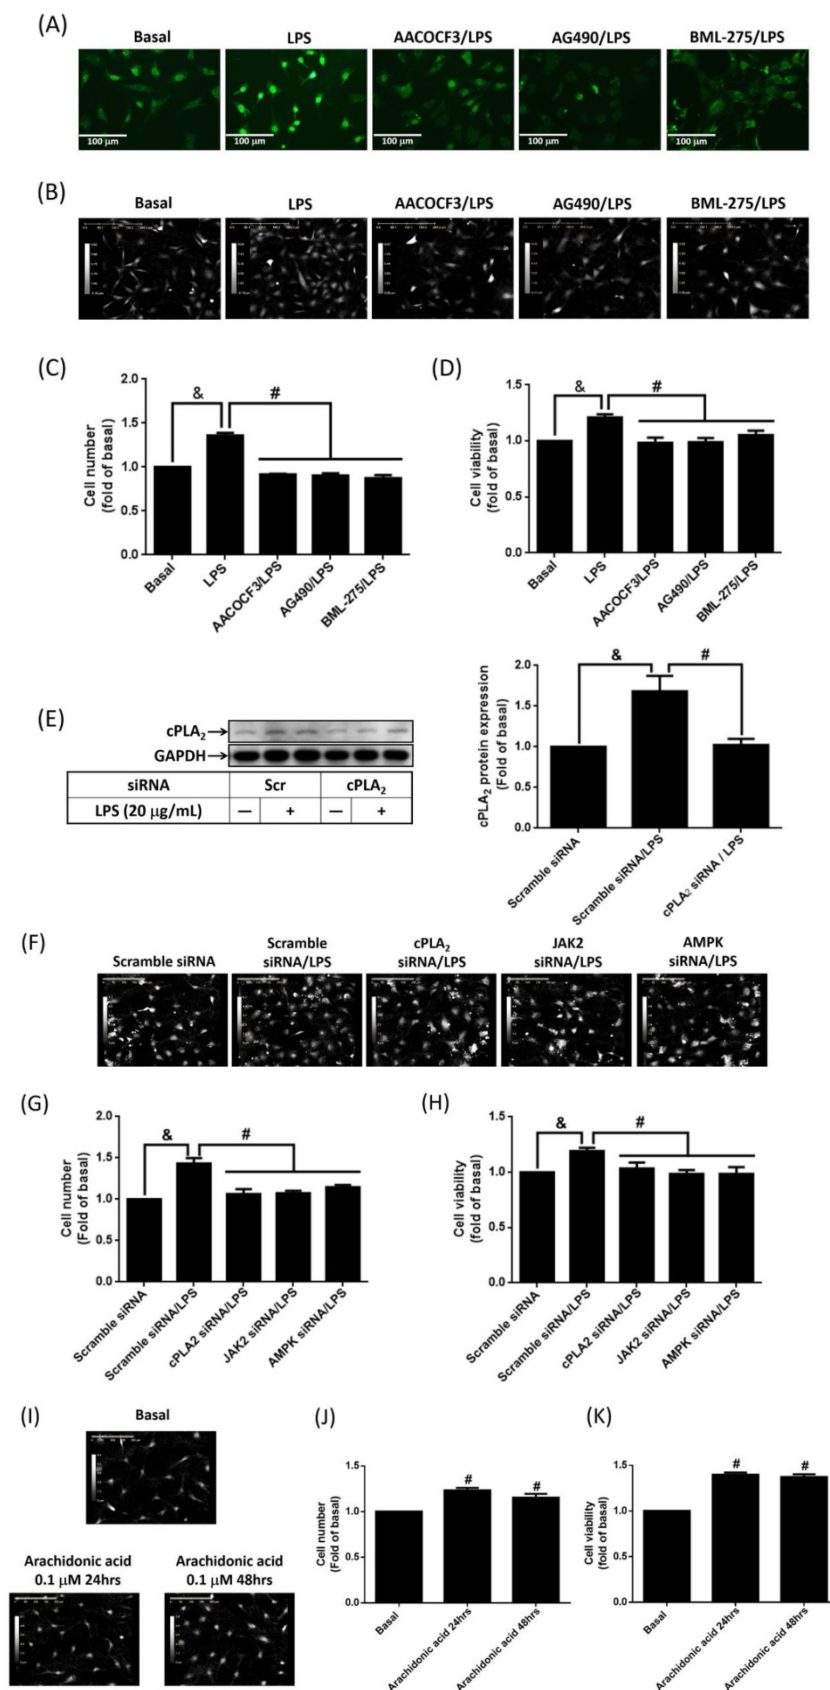 (A)
Basal LPS AACOCF3/LPS AG490/LPS BML-275/LPS
100 µm 100 µm 100 µm 100 µm 100 µm
(B)
Basal LPS AACOCF3/LPS AG490/LPS BML-275/LPS
(C)
Cell number
(fold of basal)
2.0
1.5
1.0
0.5
0.0
& #
Basal LPS AACOCF3/LPS AG490/LPS BML-275/LPS
(D)
Cell viability
(fold of basal)
1.5
1.0
0.5
0.0
& #
Basal LPS AACOCF3/LPS AG490/LPS BML-275/LPS
(E)
cPLA₂
GAPDH
siRNA Scr cPLA₂
LPS (20 µg/mL) — + — +
cPLA₂ protein expression
(Fold of basal)
2.0
1.5
1.0
0.5
0.0
& #
Scramble siRNA Scramble siRNA/LPS cPLA₂ siRNA / LPS
(F)
Scramble siRNA Scramble siRNA/LPS cPLA₂ siRNA/LPS JAK2 siRNA/LPS AMPK siRNA/LPS
(G)
Cell number
(Fold of basal)
2.0
1.5
1.0
0.5
0.0
& #
Scramble siRNA Scramble siRNA/LPS cPLA2 siRNA/LPS JAK2 siRNA/LPS AMPK siRNA/LPS
(H)
Cell viability
(fold of basal)
1.5
1.0
0.5
0.0
& #
Scramble siRNA Scramble siRNA/LPS cPLA2 siRNA/LPS JAK2 siRNA/LPS AMPK siRNA/LPS
(I)
Basal
Arachidonic acid
0.1 µM 24hrs
Arachidonic acid
0.1 µM 48hrs
(J)
Cell number
(Fold of basal)
1.5
1.0
0.5
0.0
# #
Basal Arachidonic acid 24hrs Arachidonic acid 48hrs
(K)
Cell viability
(fold of basal)
1.5
1.0
0.5
0.0
# #
Basal Arachidonic acid 24hrs Arachidonic acid 48hrs